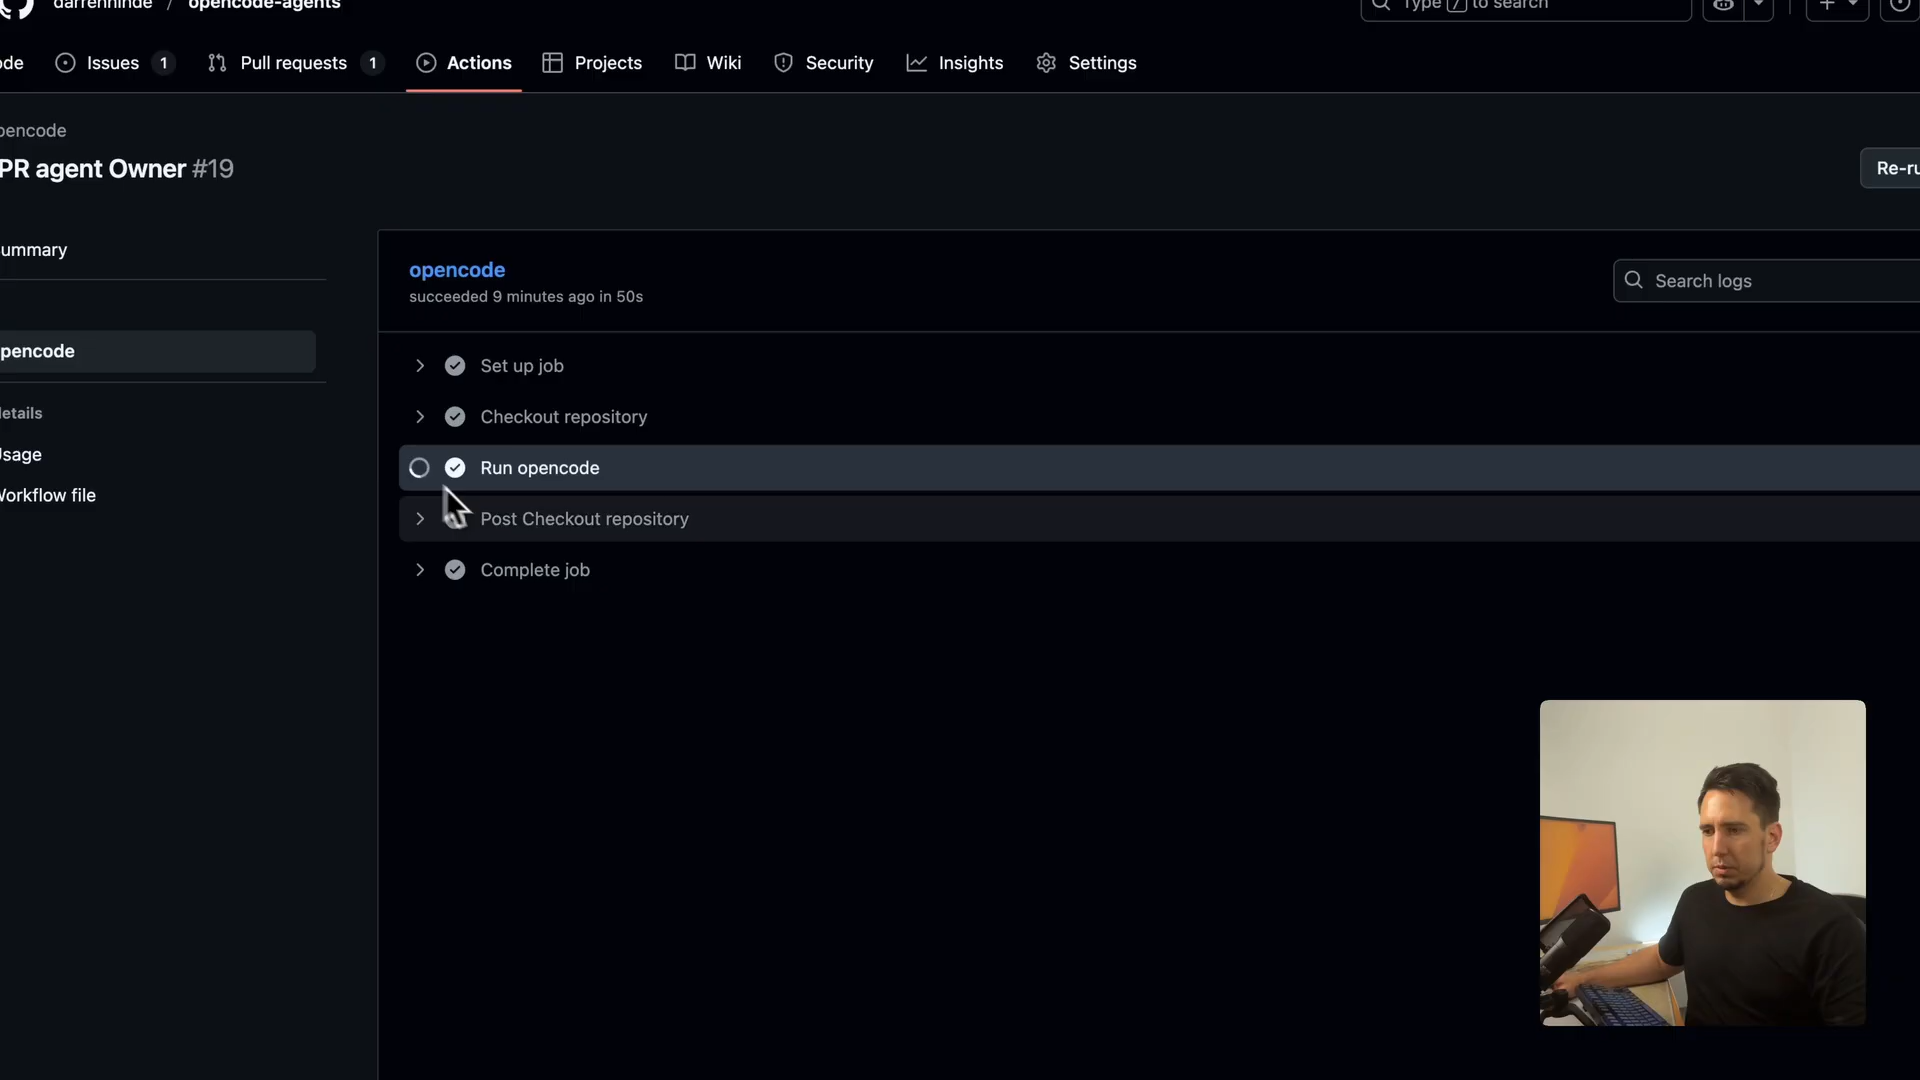 darrenhinde / opencode-agents
Type / to search
ode
Issues 1
Pull requests 1
Actions
Projects
Wiki
Security
Insights
Settings
pencode
PR agent Owner #19
Re-ru
ummary
opencode
succeeded 9 minutes ago in 50s
Search logs
pencode
Set up job
Checkout repository
etails
sage
Run opencode
orkflow file
Post Checkout repository
Complete job